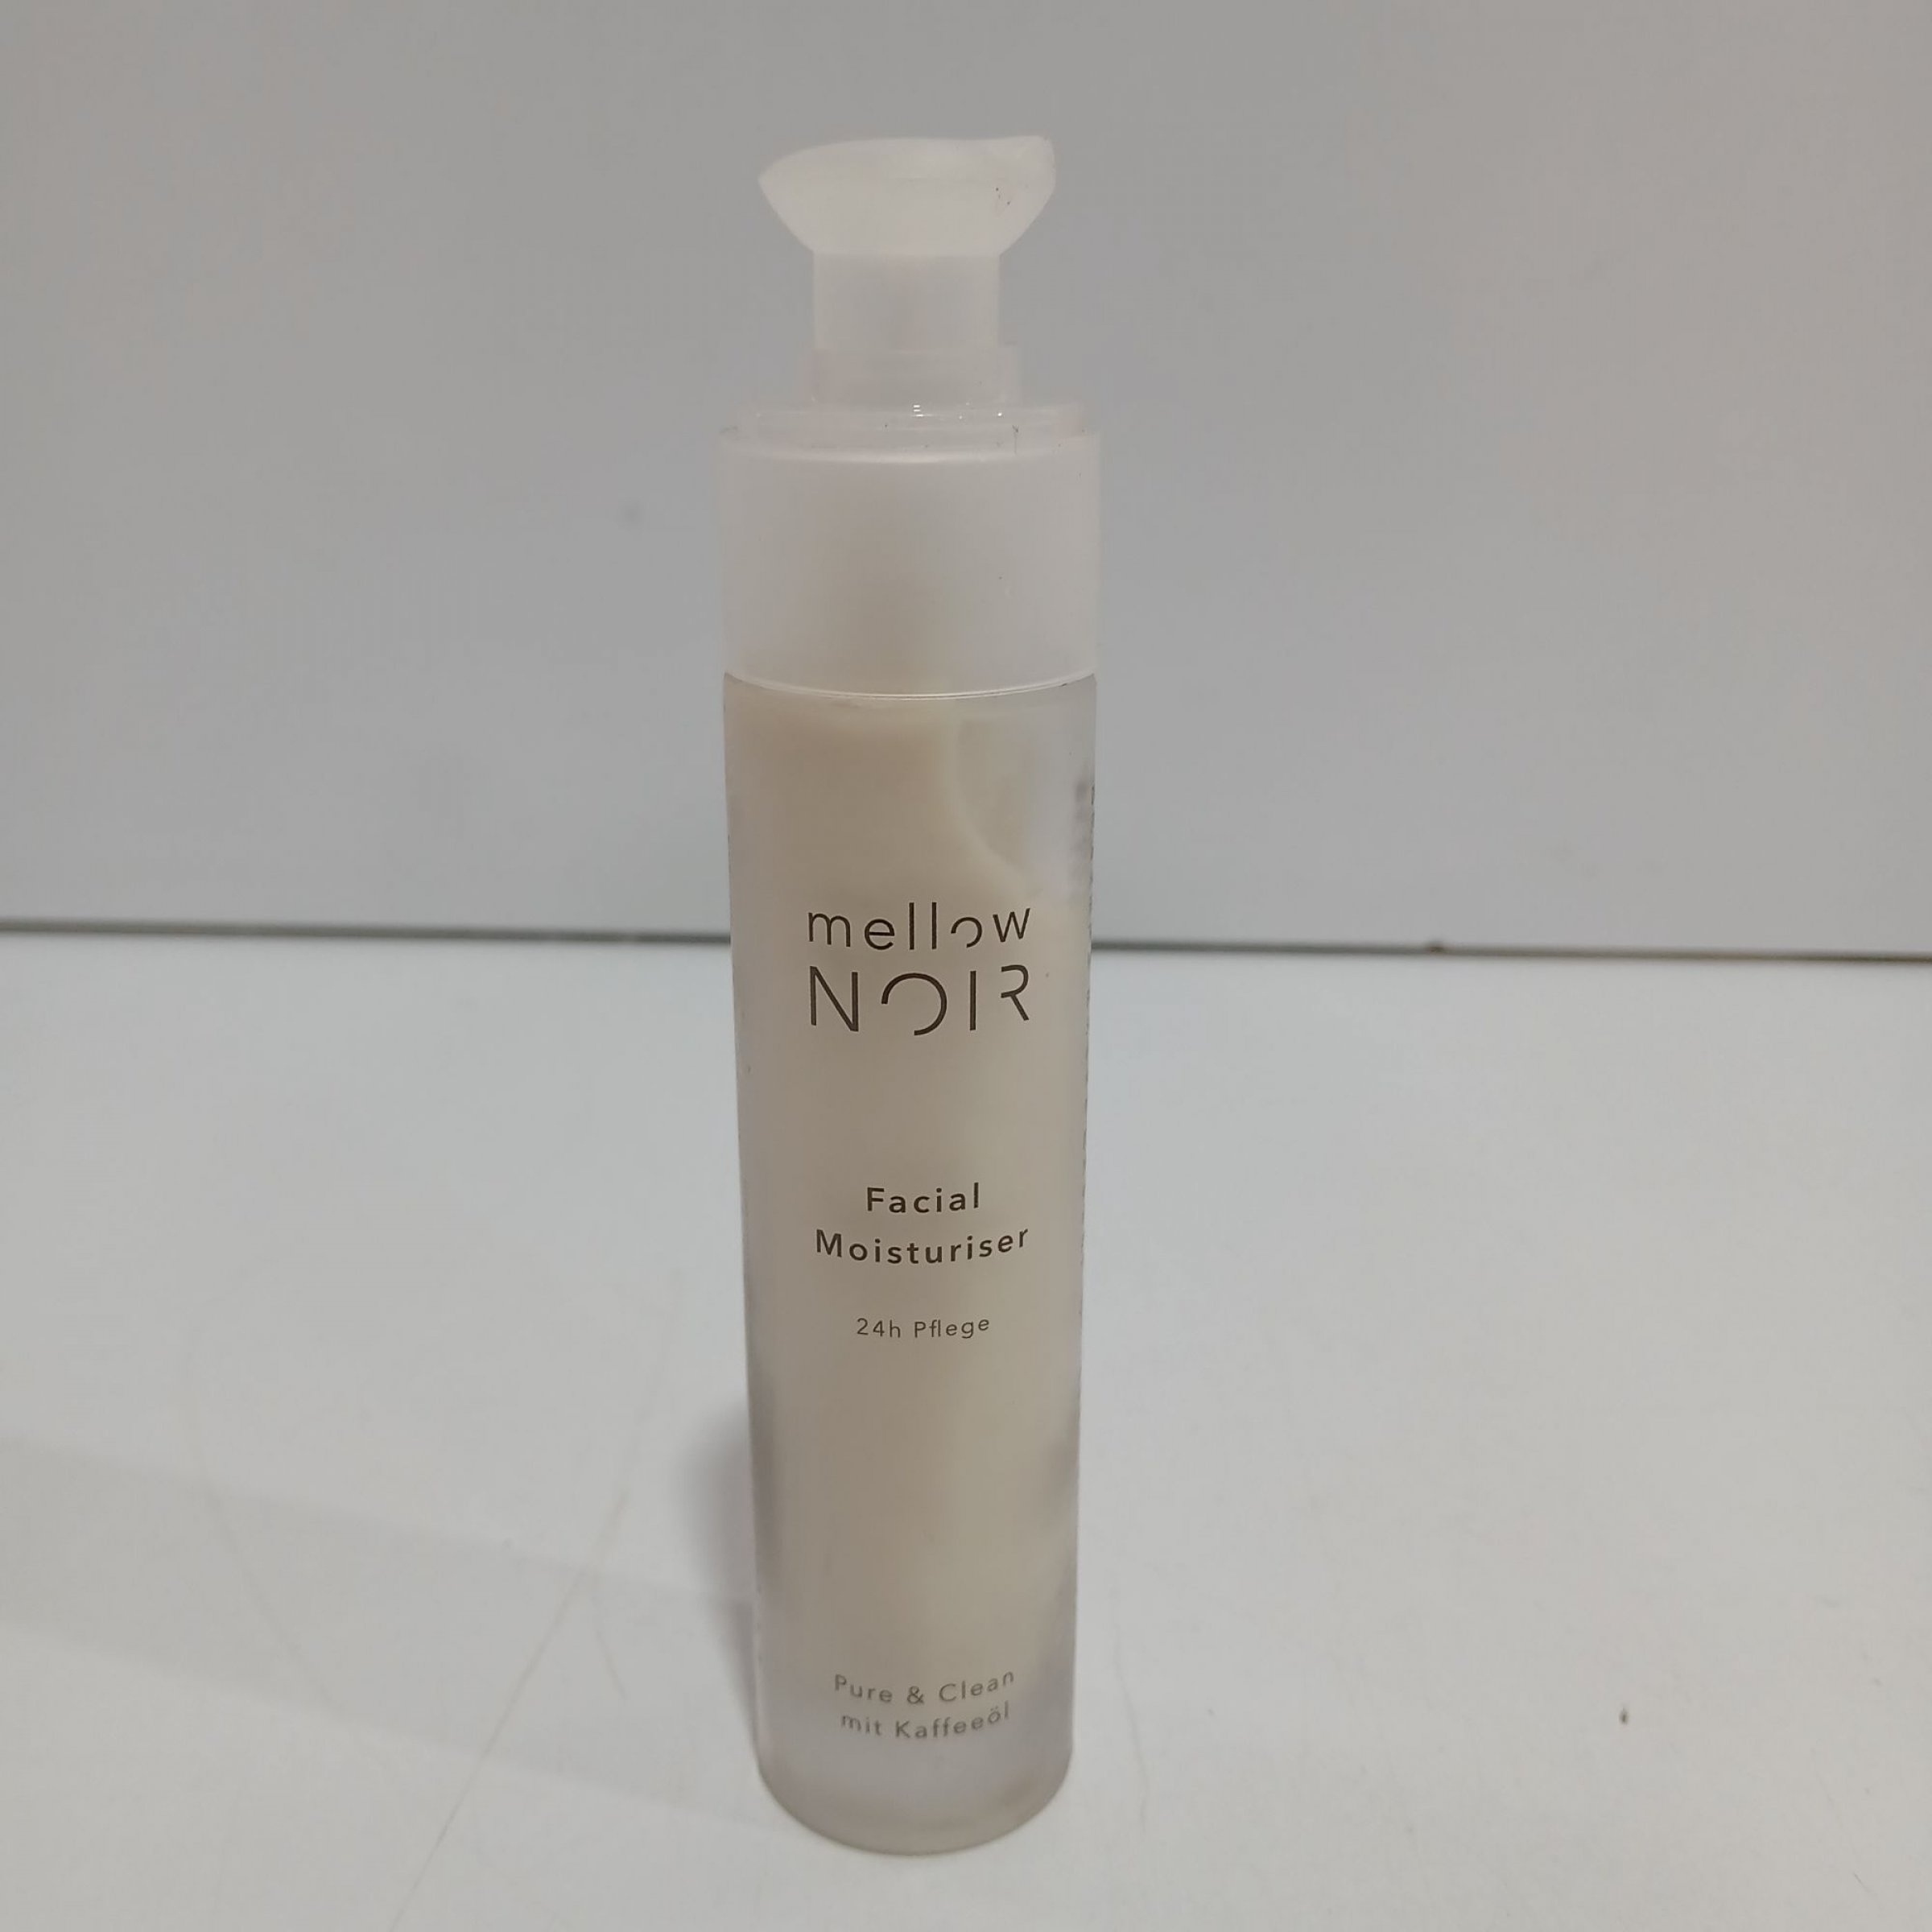 mellow
NOIR
Facial
Moisturiser
24h Pflege
Pure & Clean
mit Kaffeeöl